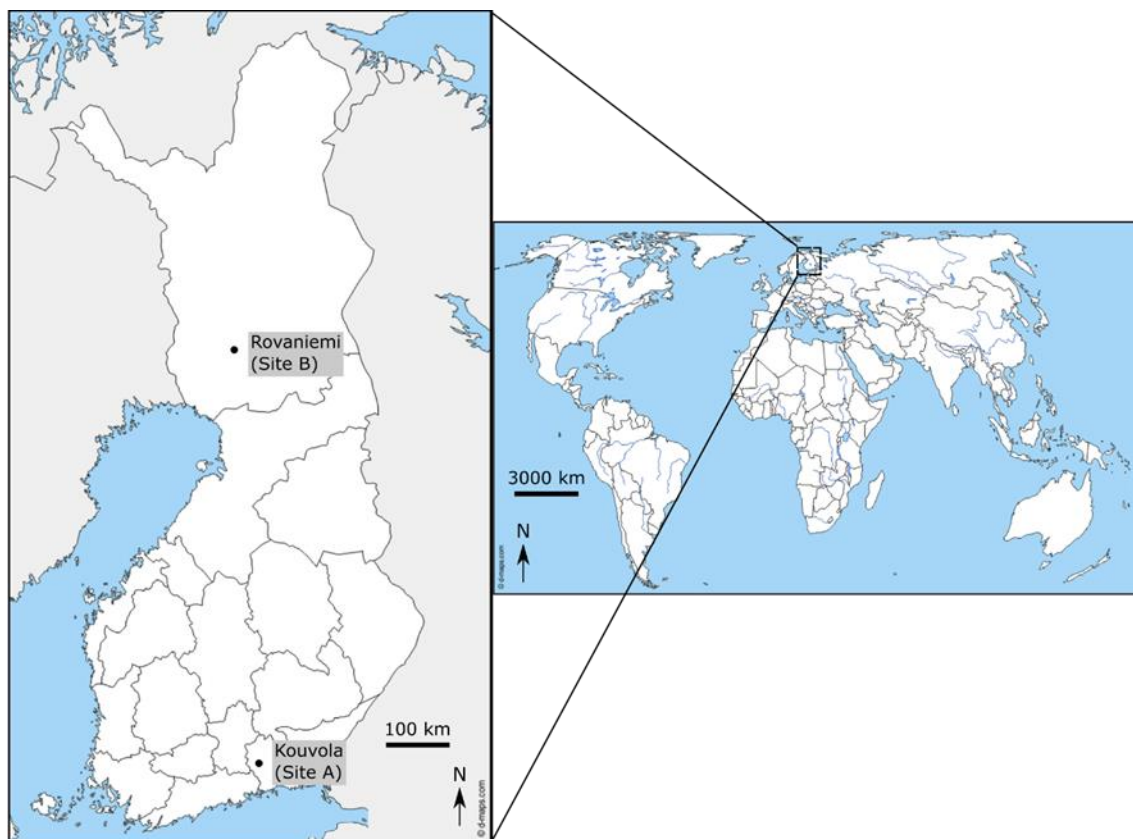 Rovaniemi
(Site B)
100 km
Kouvola
(Site A)
N
© d-maps.com
3000 km
N
© d-maps.com